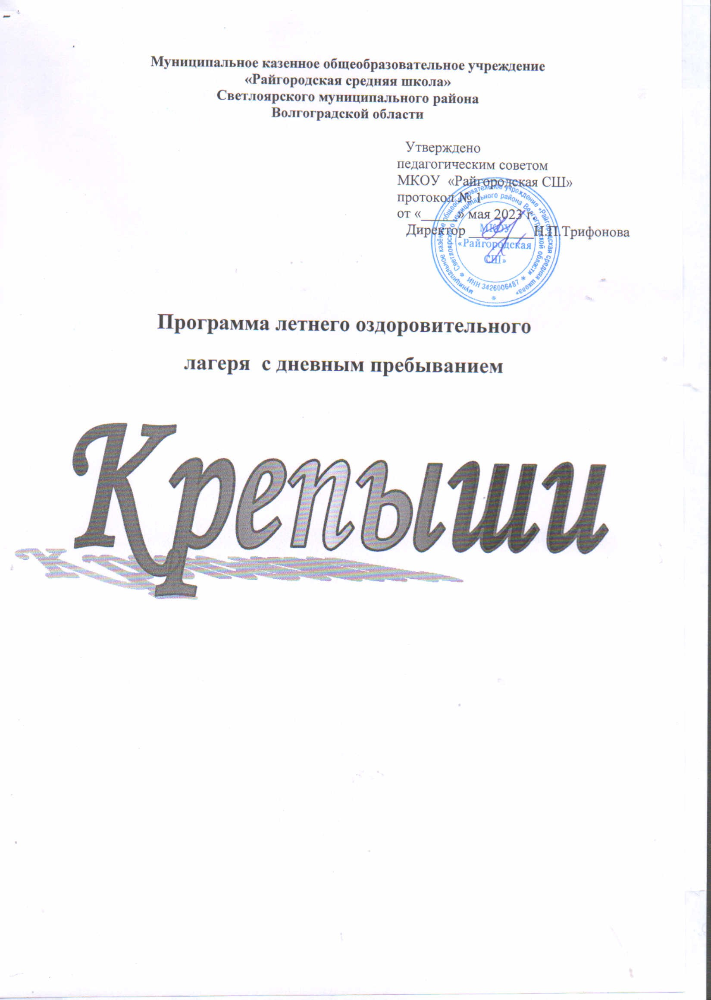 Муниципальное казенное общеобразовательное учреждение
«Райгородская средняя школа»
Светлоярского муниципального района
Волгоградской области
Утверждено
педагогическим советом
МКОУ «Райгородская СШ»
протокол № 1
от «_____» мая 2023 г.
Директор _________Н.П.Трифонова
муниципальное казённое общеобразовательное учреждение «Райгородская средняя школа»
Светлоярского муниципального района Волгоградской области
ИНН 3426006487
МКОУ
«Райгородская
СШ»
Программа летнего оздоровительного
лагеря с дневным пребыванием
Крепыши